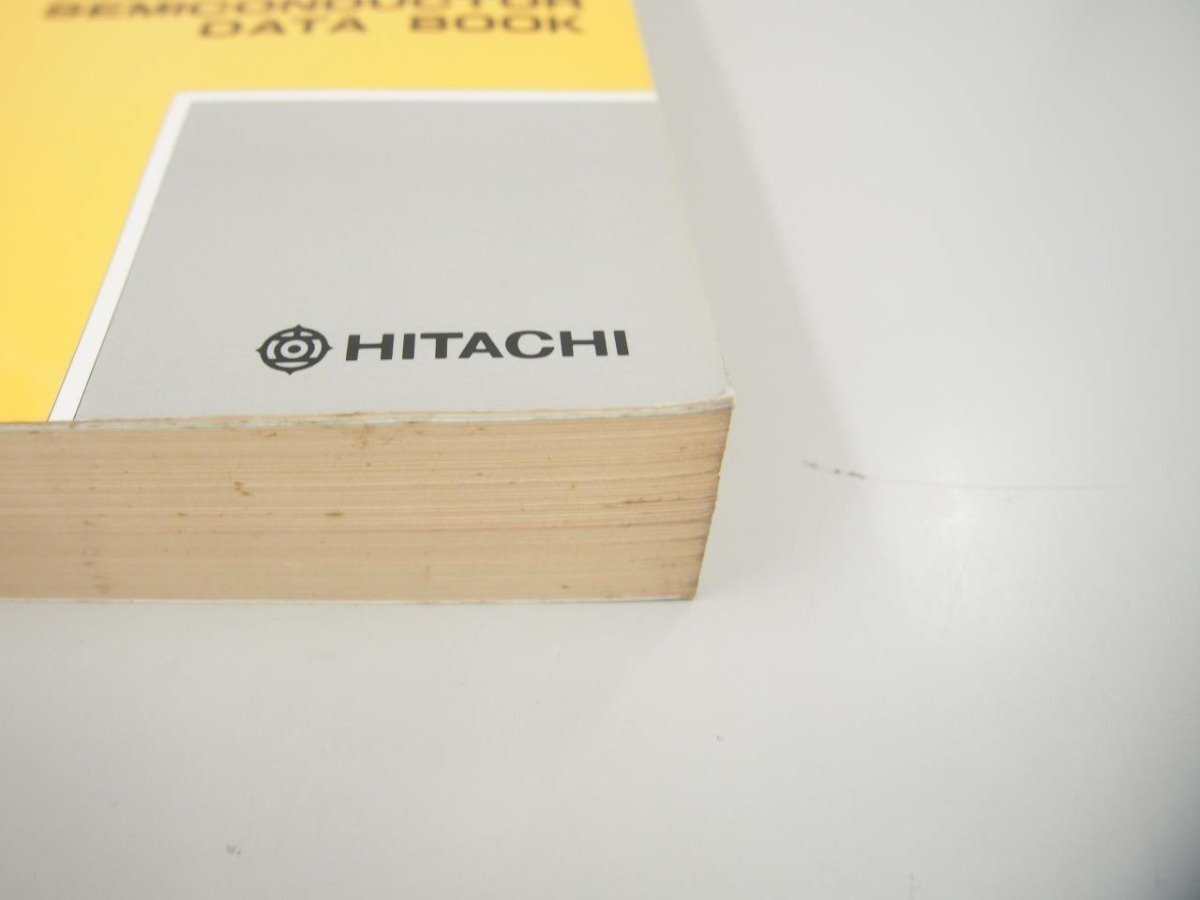 SEMICONDUCTOR
DATA BOOK
HITACHI